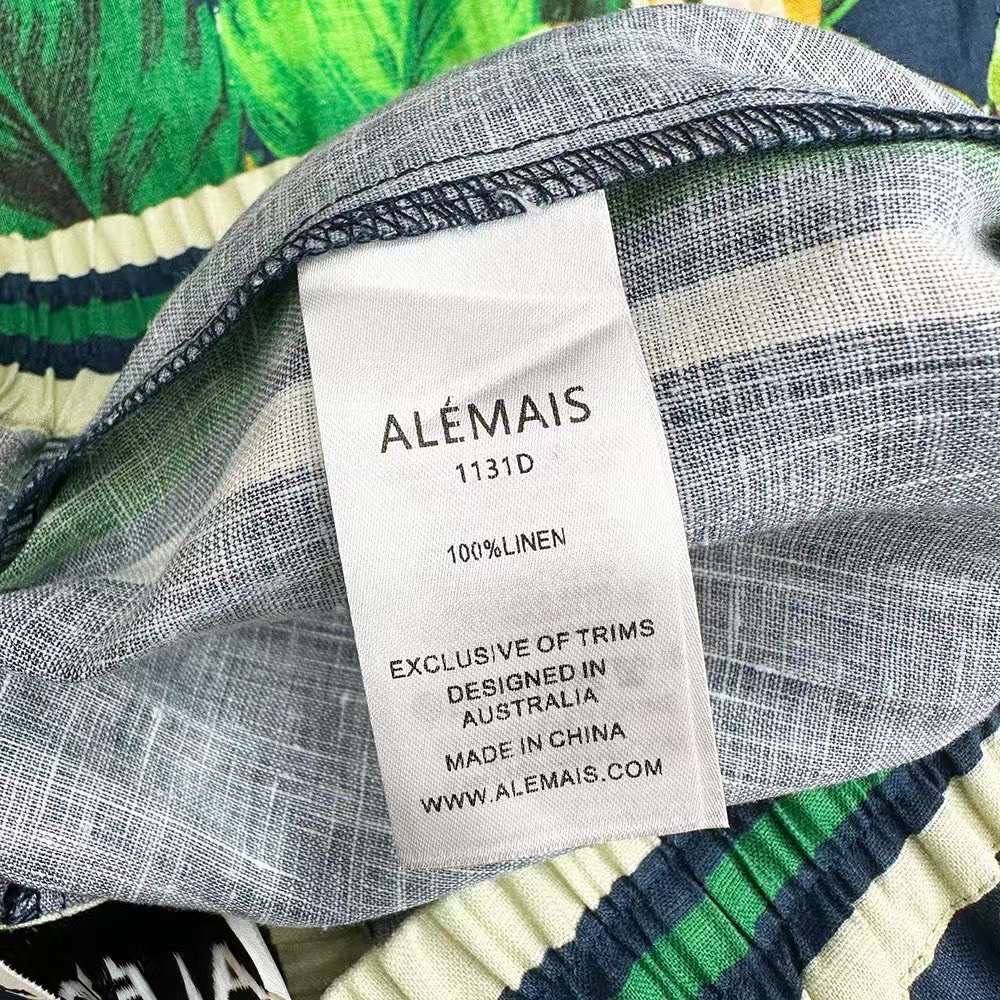 ALÉMAIS
1131D
100%LINEN
EXCLUSIVE OF TRIMS
DESIGNED IN
AUSTRALIA
MADE IN CHINA
WWW.ALEMAIS.COM